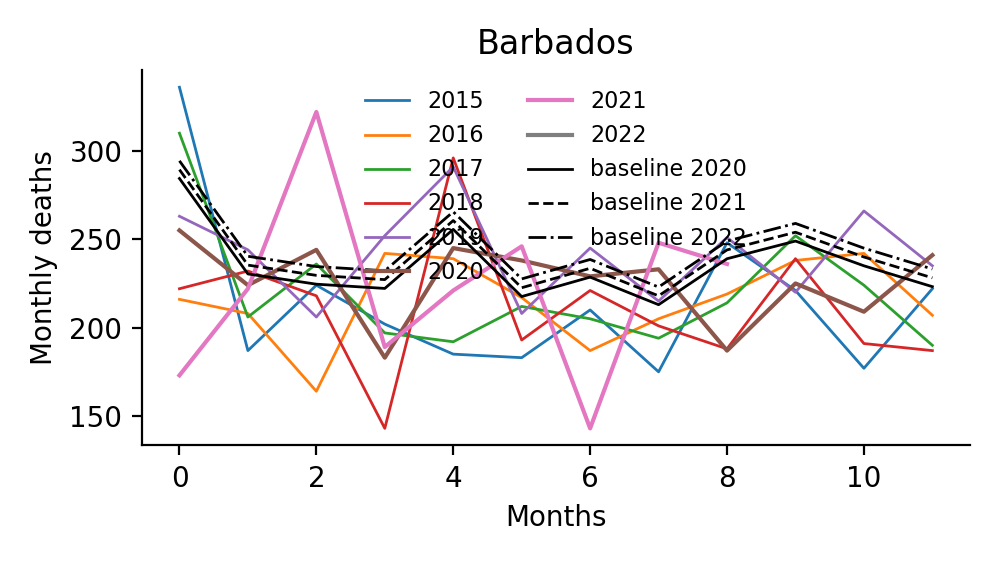 Barbados
Monthly deaths
300
250
200
150
2015
2016
2017
2018
2019
2020
2021
2022
baseline 2020
baseline 2021
baseline 2022
0 2 4 6 8 10
Months